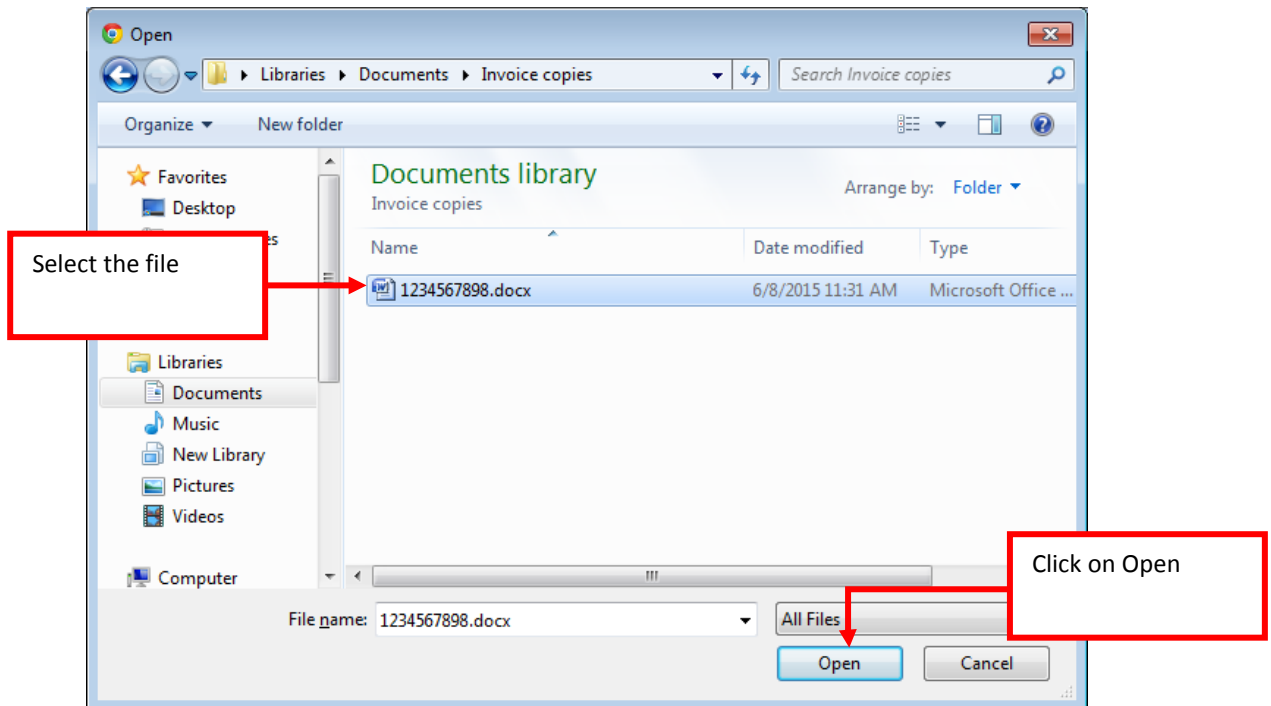 Open
Libraries Documents Invoice copies Search Invoice copies
Organize New folder
Favorites
Desktop
es
Libraries
Documents
Music
New Library
Pictures
Videos
Computer
Documents library
Invoice copies
Arrange by: Folder
Name Date modified Type
1234567898.docx 6/8/2015 11:31 AM Microsoft Office ...
Select the file
Click on Open
File name: 1234567898.docx All Files
Open Cancel